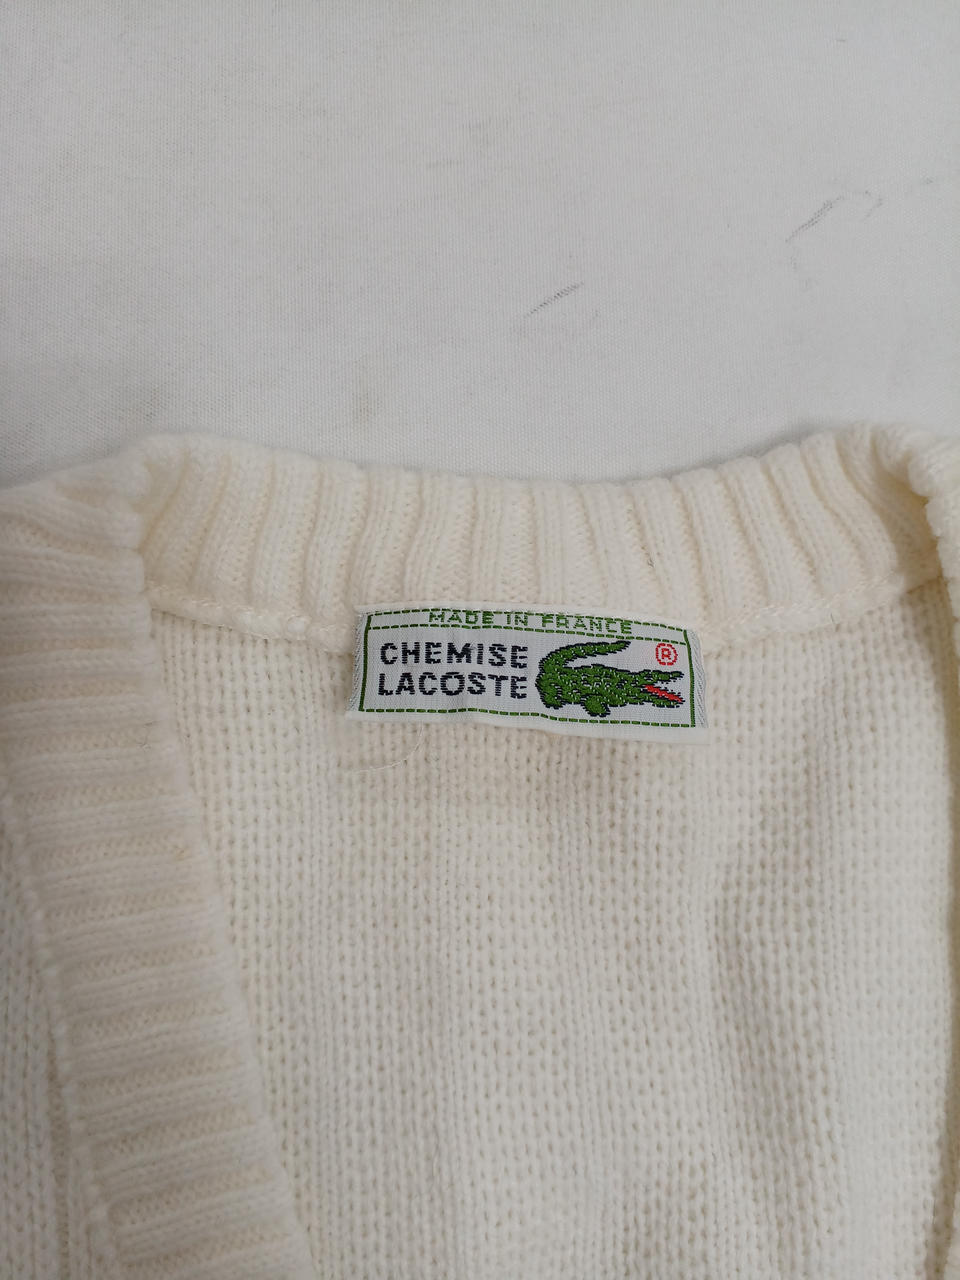 MADE IN FRANCE
CHEMISE
LACOSTE
®